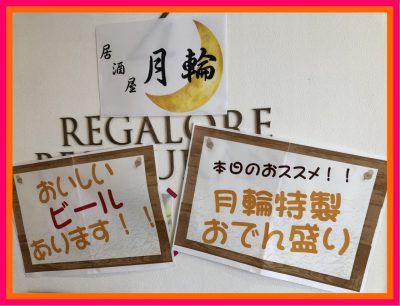 居酒屋
月輪
REGALORE
おいしい
ビール
あります！！
本日のおススメ！！
月輪特製
おでん盛り